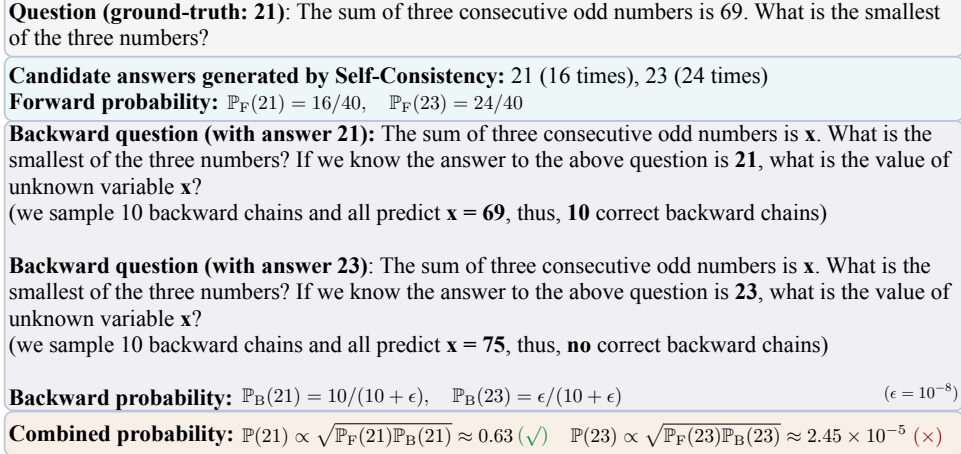 Question (ground-truth: 21): The sum of three consecutive odd numbers is 69. What is the smallest
of the three numbers?
Candidate answers generated by Self-Consistency: 21 (16 times), 23 (24 times)
Forward probability: ℙ_F(21) = 16/40, ℙ_F(23) = 24/40
Backward question (with answer 21): The sum of three consecutive odd numbers is x. What is the
smallest of the three numbers? If we know the answer to the above question is 21, what is the value of
unknown variable x?
(we sample 10 backward chains and all predict x = 69, thus, 10 correct backward chains)
Backward question (with answer 23): The sum of three consecutive odd numbers is x. What is the
smallest of the three numbers? If we know the answer to the above question is 23, what is the value of
unknown variable x?
(we sample 10 backward chains and all predict x = 75, thus, no correct backward chains)
Backward probability: ℙ_B(21) = 10/(10 + ϵ), ℙ_B(23) = ϵ/(10 + ϵ) (ϵ = 10⁻⁸)
Combined probability: ℙ(21) ∝ √(ℙ_F(21)ℙ_B(21)) ≈ 0.63 (√) ℙ(23) ∝ √(ℙ_F(23)ℙ_B(23)) ≈ 2.45 × 10⁻⁵ (×)